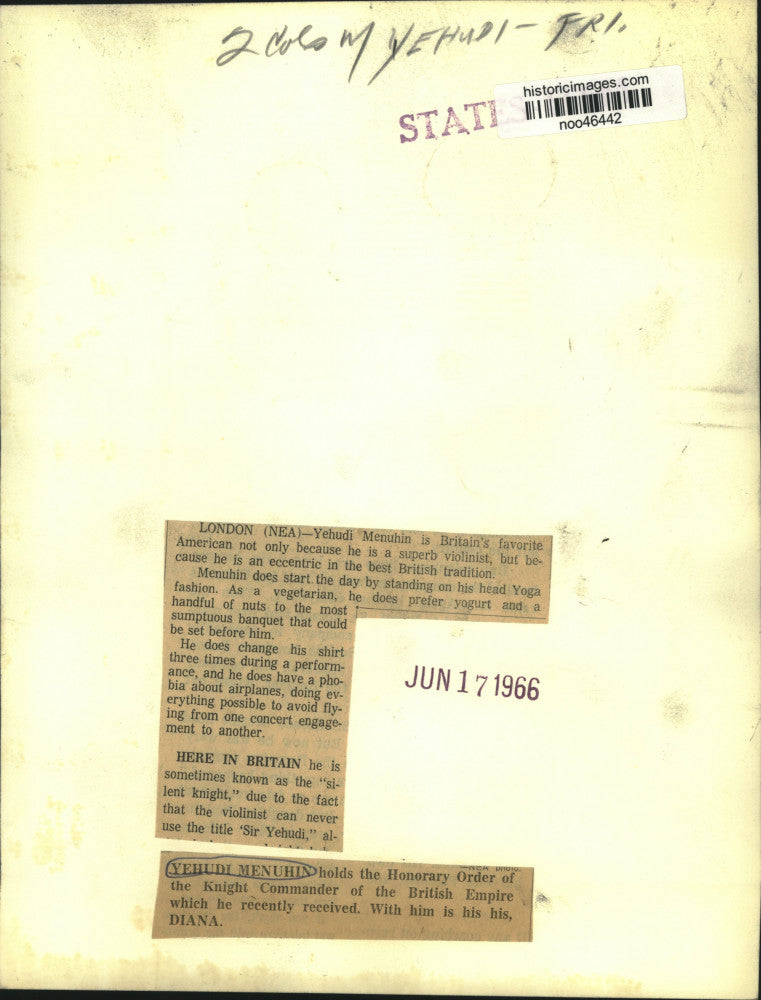 2 Cols w/ YEHUDI - FRI.
historicimages.com
STATES
noo46442
LONDON (NEA)—Yehudi Menuhin is Britain's favorite
American not only because he is a superb violinist, but be-
cause he is an eccentric in the best British tradition.
Menuhin does start the day by standing on his head Yoga
fashion. As a vegetarian, he does prefer yogurt and a
handful of nuts to the most
sumptuous banquet that could
be set before him.
He does change his shirt
three times during a perform-
ance, and he does have a pho-
bia about airplanes, doing ev-
erything possible to avoid fly-
ing from one concert engage-
ment to another.
JUN 17 1966
HERE IN BRITAIN he is
sometimes known as the "si-
lent knight," due to the fact
that the violinist can never
use the title 'Sir Yehudi," al-
—NEA photo.
YEHUDI MENUHIN holds the Honorary Order of
the Knight Commander of the British Empire
which he recently received. With him is his his,
DIANA.